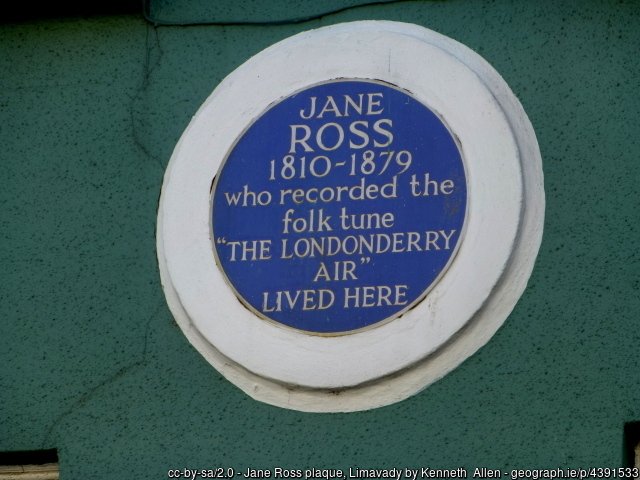 JANE
ROSS
1810-1879
who recorded the
folk tune
"THE LONDONDERRY
AIR"
LIVED HERE
cc-by-sa/2.0 - Jane Ross plaque, Limavady by Kenneth Allen - geograph.ie/p/4391533